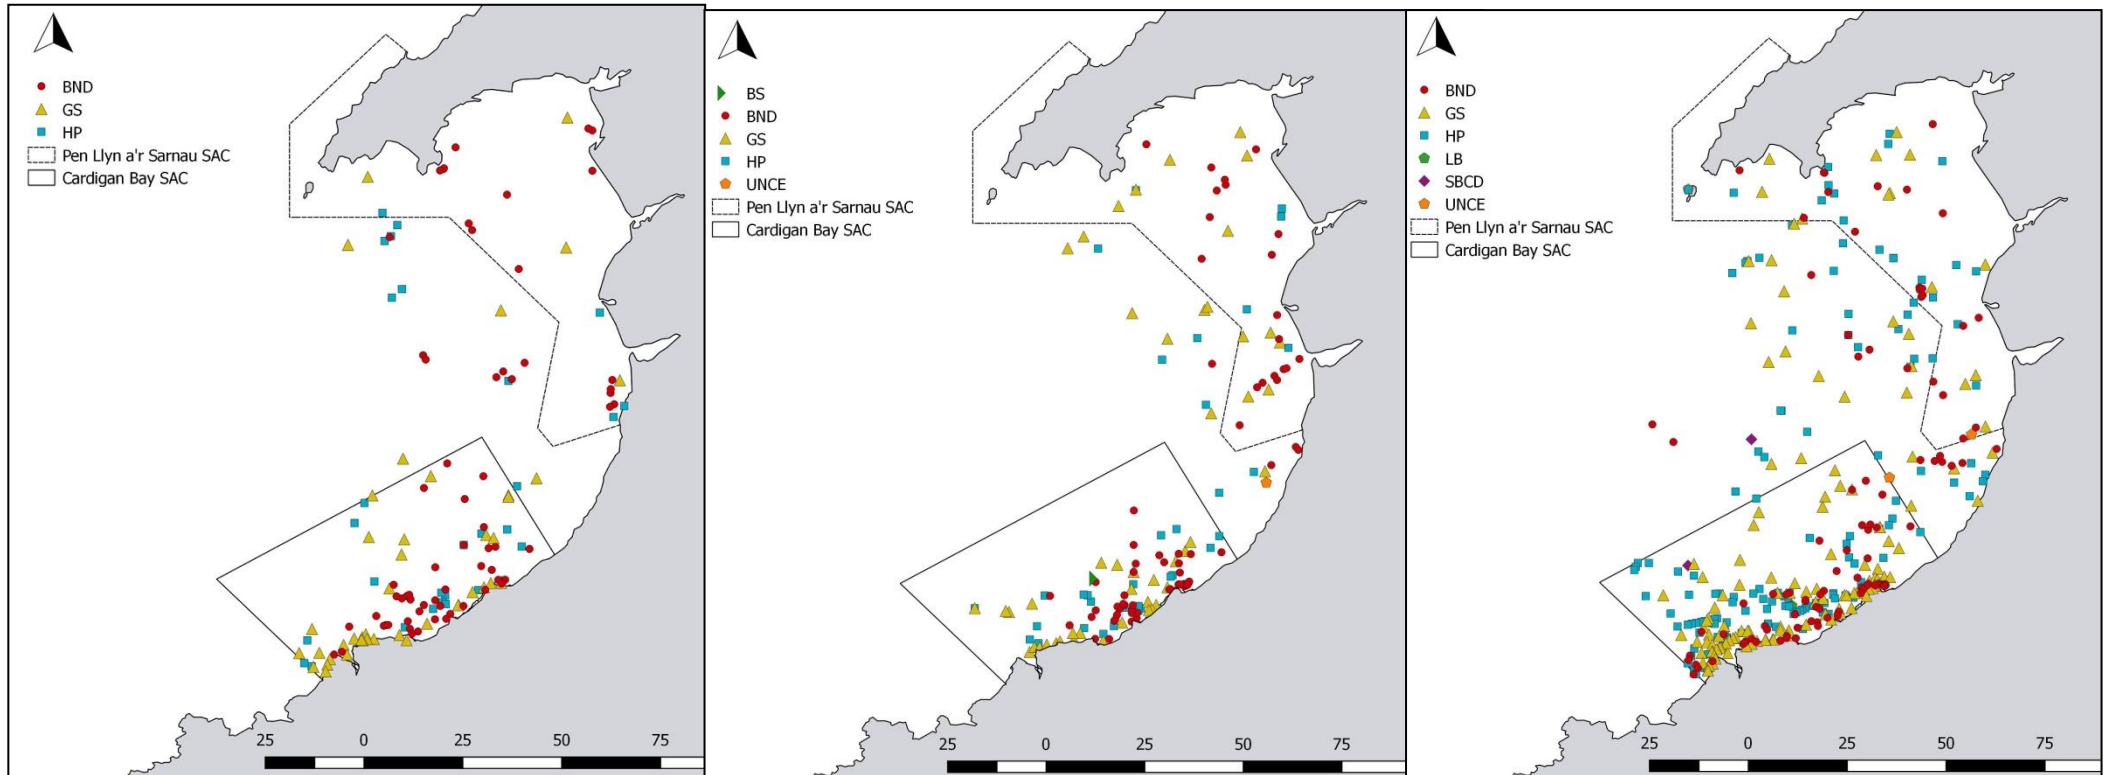 BND
GS
HP
Pen Llyn a'r Sarnau SAC
Cardigan Bay SAC
25 0 25 50 75
BS
BND
GS
HP
UNCE
Pen Llyn a'r Sarnau SAC
Cardigan Bay SAC
25 0 25 50 75
BND
GS
HP
LB
SBCD
UNCE
Pen Llyn a'r Sarnau SAC
Cardigan Bay SAC
25 0 25 50 75